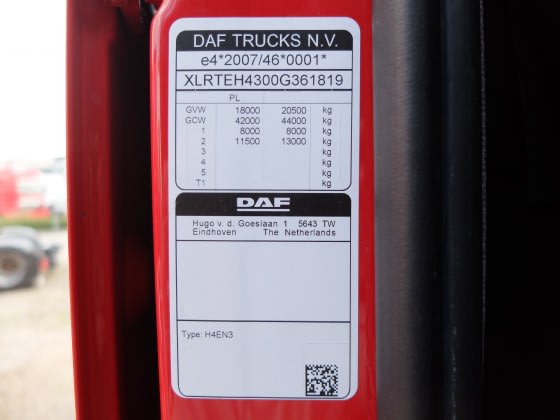 DAF TRUCKS N.V.
e4*2007/46*0001*
XLRTEH4300G361819
PL
GVW 18000 20500 kg
GCW 42000 44000 kg
1 8000 8000 kg
2 11500 13000 kg
3 kg
4 kg
5 kg
T1 kg
DAF
Hugo v. d. Goeslaan 1 5643 TW
Eindhoven The Netherlands
Type: H4EN3